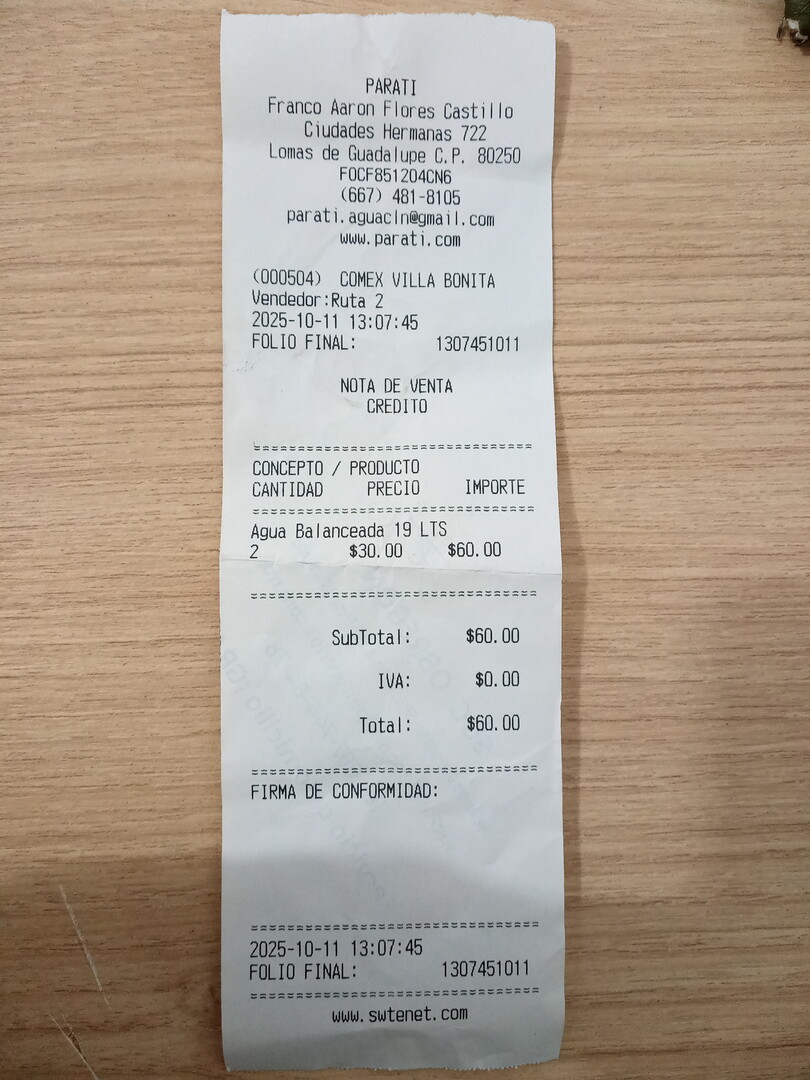 PARATI
Franco Aaron Flores Castillo
Ciudades Hermanas 722
Lomas de Guadalupe C.P. 80250
FOCF851204CN6
(667) 481-8105
parati.aguacln@gmail.com
www.parati.com
(000504) COMEX VILLA BONITA
Vendedor:Ruta 2
2025-10-11 13:07:45
FOLIO FINAL: 1307451011
NOTA DE VENTA
CREDITO
CONCEPTO / PRODUCTO
CANTIDAD PRECIO IMPORTE
Agua Balanceada 19 LTS
2 $30.00 $60.00
SubTotal: $60.00
IVA: $0.00
Total: $60.00
FIRMA DE CONFORMIDAD:
2025-10-11 13:07:45
FOLIO FINAL: 1307451011
www.swtenet.com